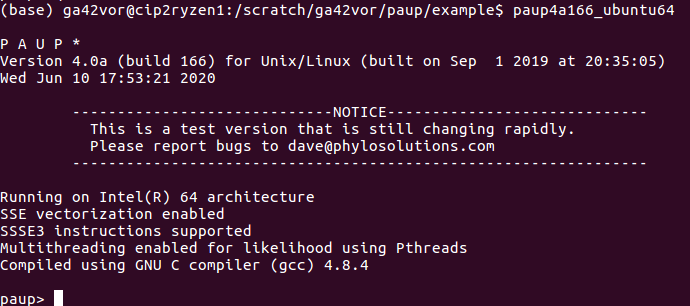 (base) ga42vor@cip2ryzen1:/scratch/ga42vor/paup/example$ paup4a166_ubuntu64
P A U P *
Version 4.0a (build 166) for Unix/Linux (built on Sep  1 2019 at 20:35:05)
Wed Jun 10 17:53:21 2020
-----------------------------NOTICE-----------------------------
This is a test version that is still changing rapidly.
Please report bugs to dave@phylosolutions.com
----------------------------------------------------------------
Running on Intel(R) 64 architecture
SSE vectorization enabled
SSSE3 instructions supported
Multithreading enabled for likelihood using Pthreads
Compiled using GNU C compiler (gcc) 4.8.4
paup>